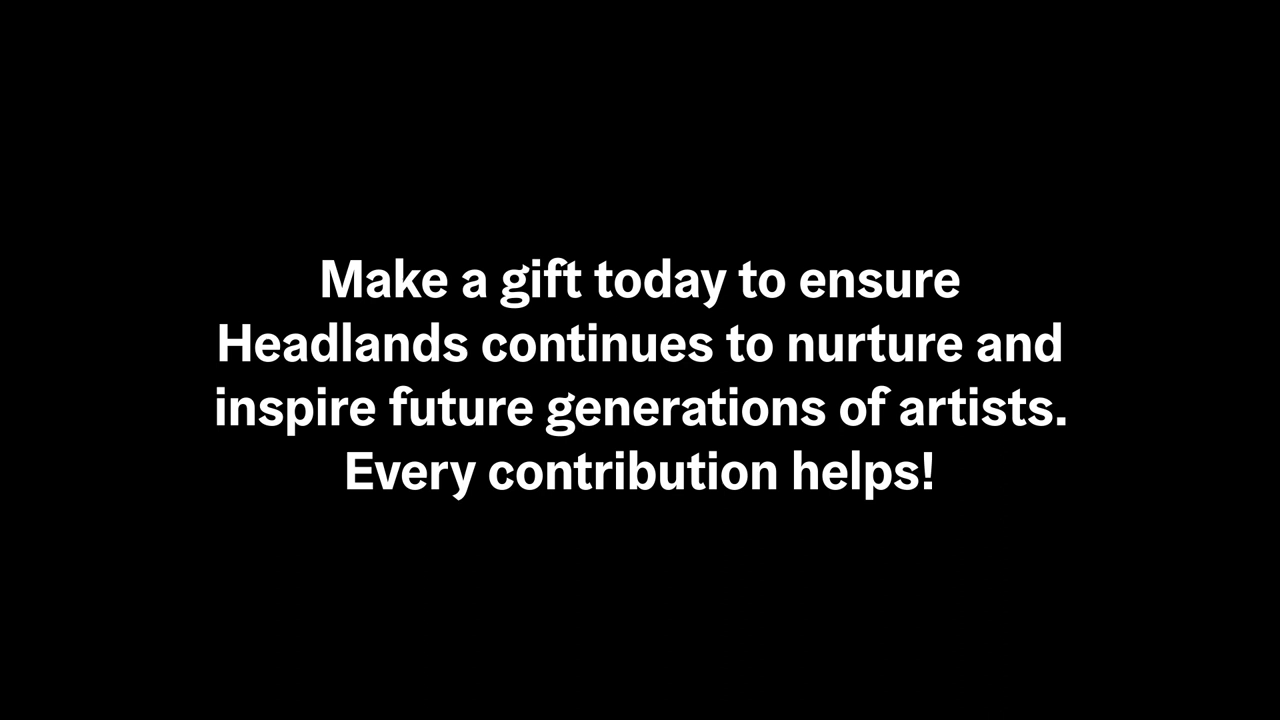 Make a gift today to ensure
Headlands continues to nurture and
inspire future generations of artists.
Every contribution helps!